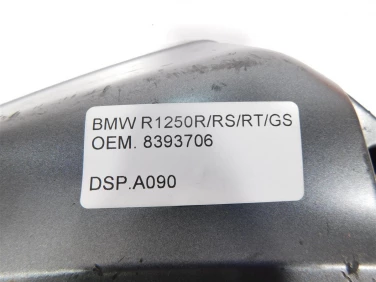 BMW R1250R/RS/RT/GS
OEM. 8393706
DSP.A090